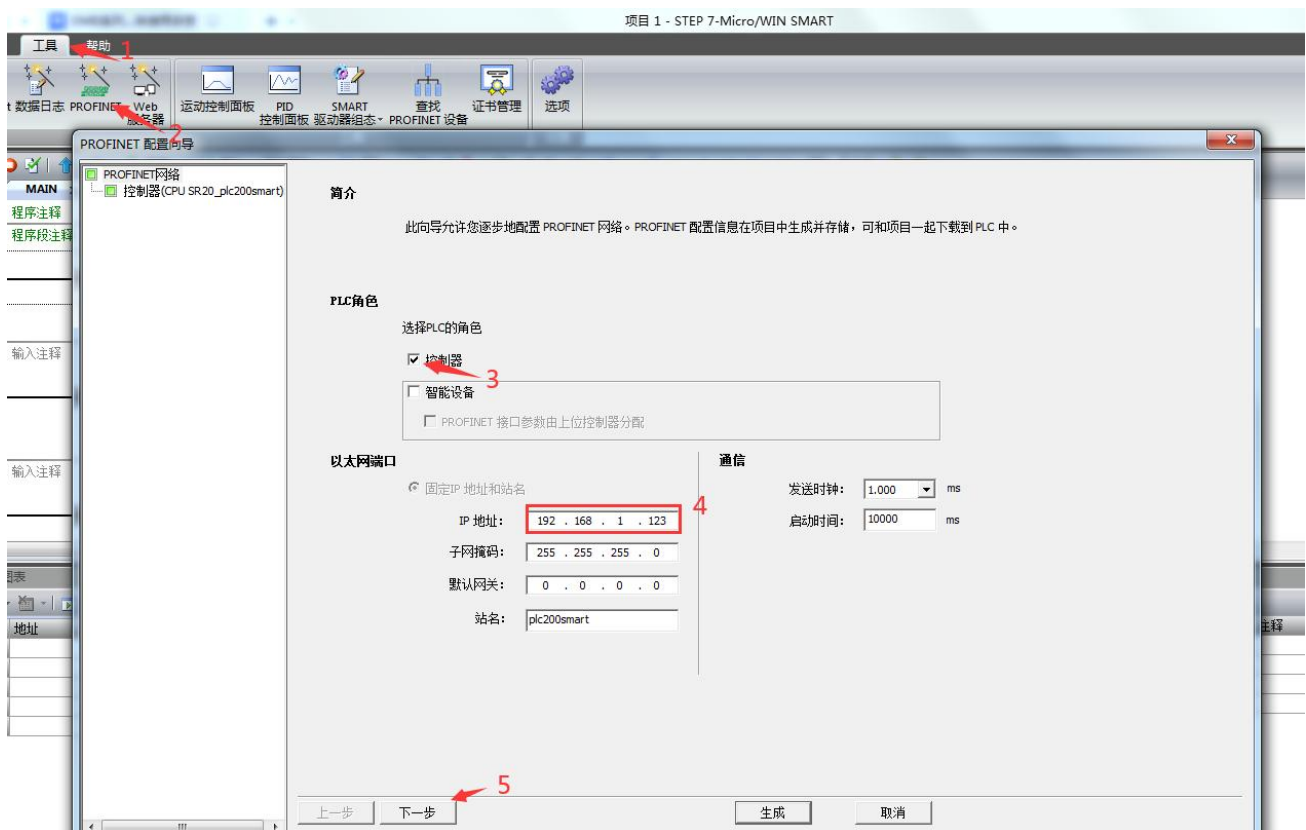 项目 1 - STEP 7-Micro/WIN SMART
工具 帮助 1
t 数据日志 PROFINET Web 服务器 运动控制面板 PID 控制面板 SMART 驱动器组态 查找 PROFINET 设备 证书管理 选项
2
PROFINET 配置向导
PROFINET网络
控制器(CPU SR20_plc200smart)
MAIN
程序注释
程序段注释
输入注释
输入注释
图表
地址
注释
简介
此向导允许您逐步地配置 PROFINET 网络。PROFINET 配置信息在项目中生成并存储，可和项目一起下载到 PLC 中。
PLC角色
选择PLC的角色
控制器
3
智能设备
PROFINET 接口参数由上位控制器分配
以太网端口
固定IP 地址和站名
IP 地址： 192 . 168 . 1 . 123
4
子网掩码： 255 . 255 . 255 . 0
默认网关： 0 . 0 . 0 . 0
站名： plc200smart
通信
发送时钟： 1.000 ms
启动时间： 10000 ms
5
上一步 下一步 生成 取消